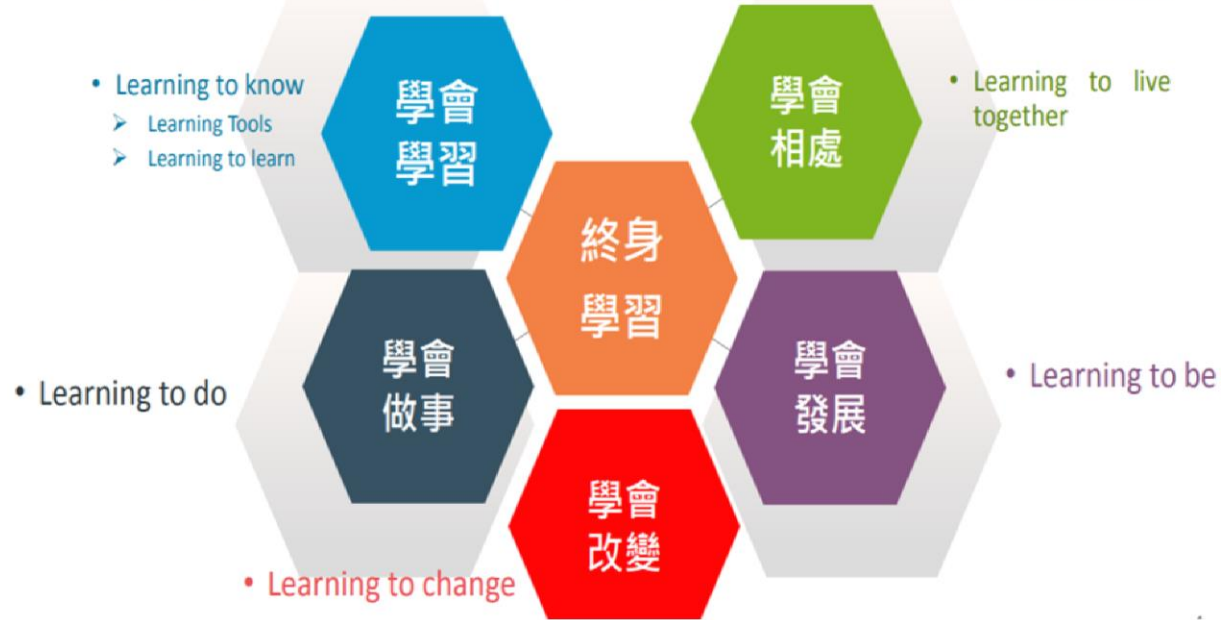 • Learning to know
➢ Learning Tools
➢ Learning to learn
學會
學習
學會
相處
• Learning to live
together
終身
學習
• Learning to do
學會
做事
學會
發展
• Learning to be
學會
改變
• Learning to change